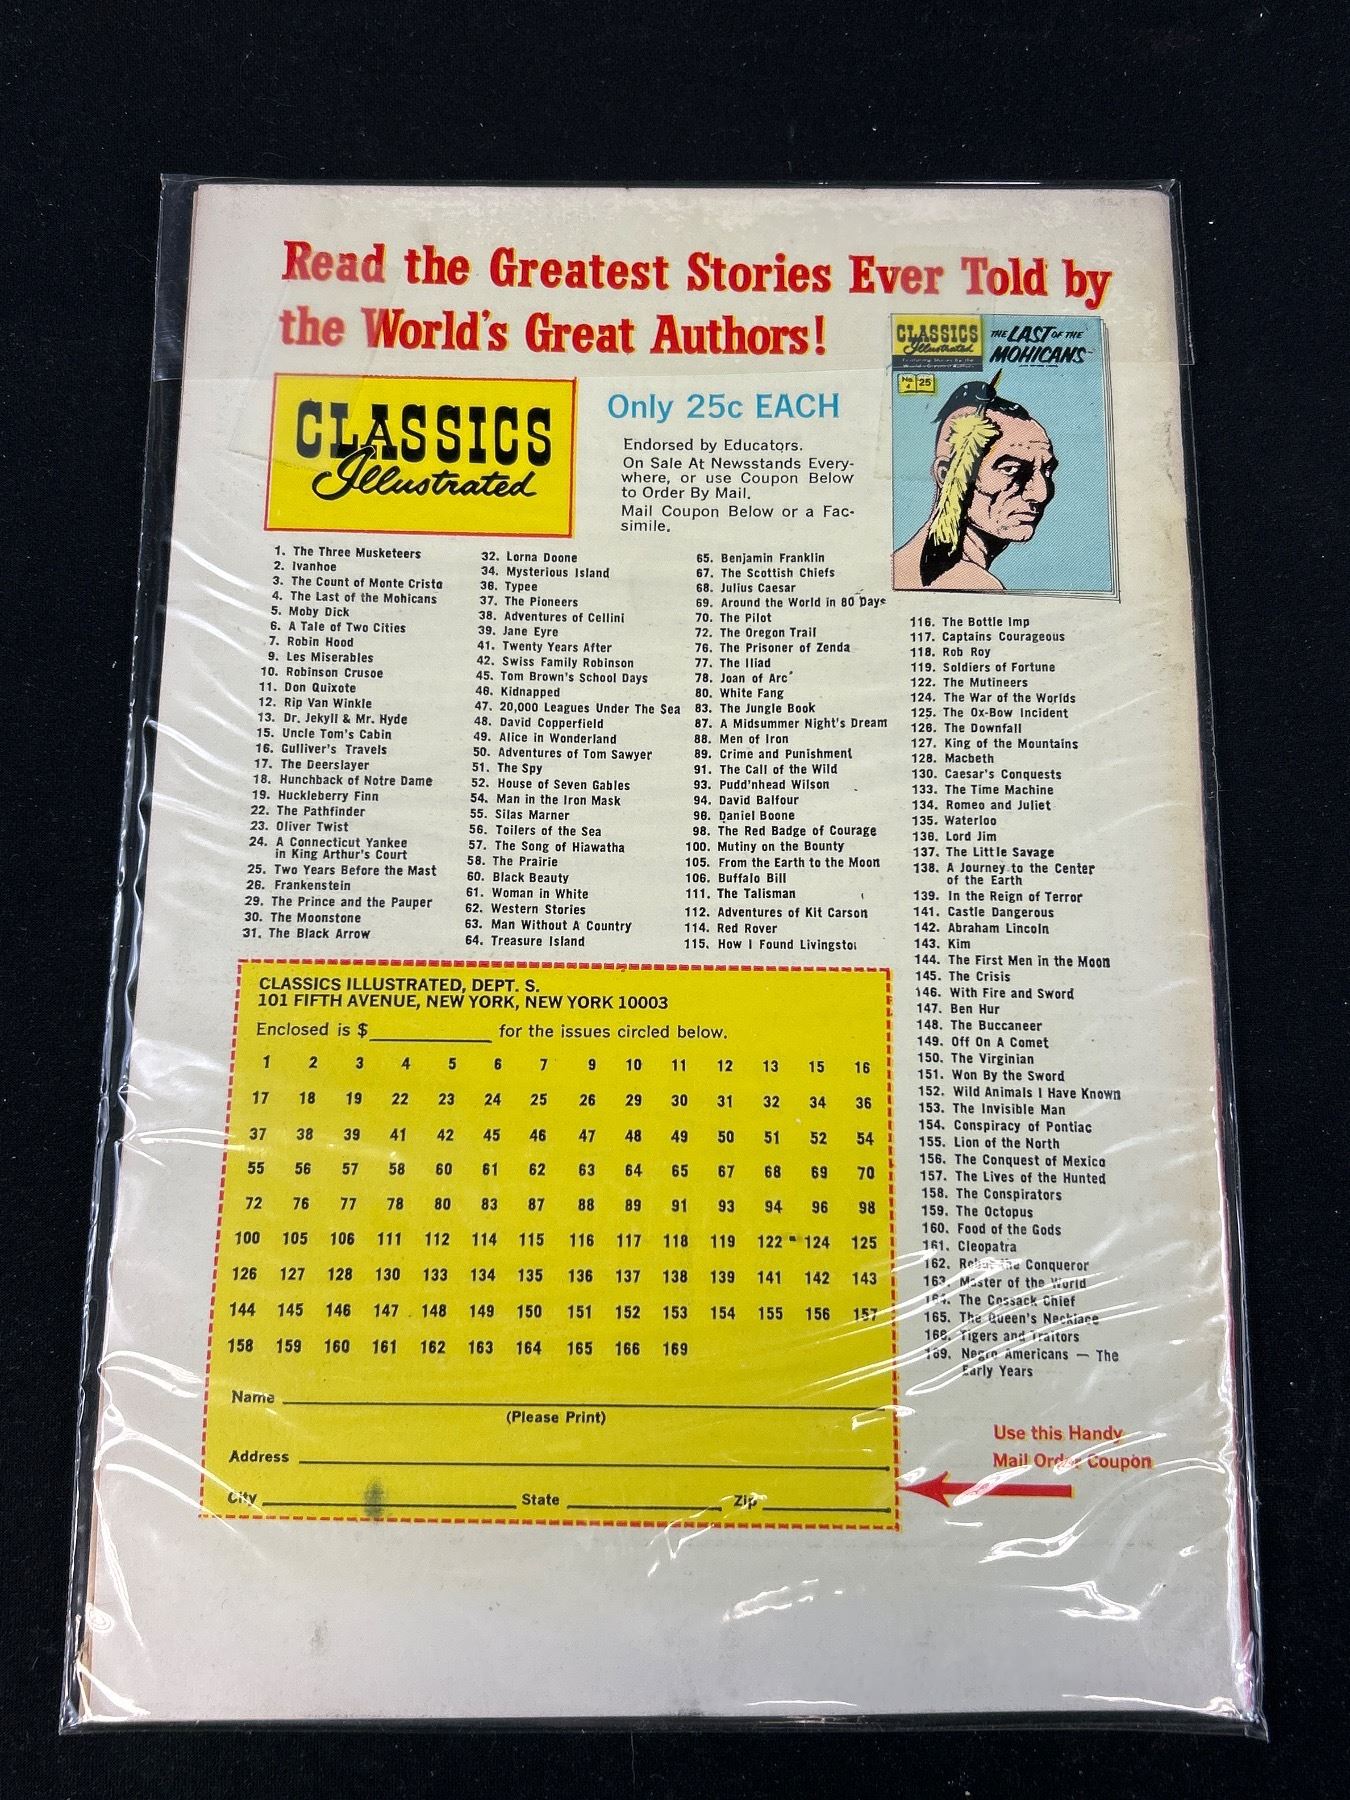 Read the Greatest Stories Ever Told by
the World's Great Authors!
CLASSICS
Illustrated
Only 25c EACH
Endorsed by Educators.
On Sale At Newsstands Every-
where, or use Coupon Below
to Order By Mail.
Mail Coupon Below or a Fac-
simile.
CLASSICS
Illustrated
THE LAST OF THE
MOHICANS
No. 4
25
1. The Three Musketeers
2. Ivanhoe
3. The Count of Monte Cristo
4. The Last of the Mohicans
5. Moby Dick
6. A Tale of Two Cities
7. Robin Hood
9. Les Miserables
10. Robinson Crusoe
11. Don Quixote
12. Rip Van Winkle
13. Dr. Jekyll & Mr. Hyde
15. Uncle Tom's Cabin
16. Gulliver's Travels
17. The Deerslayer
18. Hunchback of Notre Dame
19. Huckleberry Finn
22. The Pathfinder
23. Oliver Twist
24. A Connecticut Yankee
in King Arthur's Court
25. Two Years Before the Mast
26. Frankenstein
29. The Prince and the Pauper
30. The Moonstone
31. The Black Arrow
32. Lorna Doone
34. Mysterious Island
36. Typee
37. The Pioneers
38. Adventures of Cellini
39. Jane Eyre
41. Twenty Years After
42. Swiss Family Robinson
45. Tom Brown's School Days
46. Kidnapped
47. 20,000 Leagues Under The Sea
48. David Copperfield
49. Alice in Wonderland
50. Adventures of Tom Sawyer
51. The Spy
52. House of Seven Gables
54. Man in the Iron Mask
55. Silas Marner
56. Toilers of the Sea
57. The Song of Hiawatha
58. The Prairie
60. Black Beauty
61. Woman in White
62. Western Stories
63. Man Without A Country
64. Treasure Island
65. Benjamin Franklin
67. The Scottish Chiefs
68. Julius Caesar
69. Around the World in 80 Days
70. The Pilot
72. The Oregon Trail
76. The Prisoner of Zenda
77. The Iliad
78. Joan of Arc
80. White Fang
83. The Jungle Book
87. A Midsummer Night's Dream
88. Men of Iron
89. Crime and Punishment
91. The Call of the Wild
93. Pudd'nhead Wilson
94. David Balfour
96. Daniel Boone
98. The Red Badge of Courage
100. Mutiny on the Bounty
105. From the Earth to the Moon
106. Buffalo Bill
111. The Talisman
112. Adventures of Kit Carson
114. Red Rover
115. How I Found Livingstor
116. The Bottle Imp
117. Captains Courageous
118. Rob Roy
119. Soldiers of Fortune
122. The Mutineers
124. The War of the Worlds
125. The Ox-Bow Incident
126. The Downfall
127. King of the Mountains
128. Macbeth
130. Caesar's Conquests
133. The Time Machine
134. Romeo and Juliet
135. Waterloo
136. Lord Jim
137. The Little Savage
138. A Journey to the Center
of the Earth
139. In the Reign of Terror
141. Castle Dangerous
142. Abraham Lincoln
143. Kim
144. The First Men in the Moon
145. The Crisis
146. With Fire and Sword
147. Ben Hur
148. The Buccaneer
149. Off On A Comet
150. The Virginian
151. Won By the Sword
152. Wild Animals I Have Known
153. The Invisible Man
154. Conspiracy of Pontiac
155. Lion of the North
156. The Conquest of Mexico
157. The Lives of the Hunted
158. The Conspirators
159. The Octopus
160. Food of the Gods
161. Cleopatra
162. Robur the Conqueror
163. Master of the World
164. The Cossack Chief
165. The Queen's Necklace
166. Tigers and Traitors
169. Negro Americans — The
Early Years
CLASSICS ILLUSTRATED, DEPT. S.
101 FIFTH AVENUE, NEW YORK, NEW YORK 10003
Enclosed is $ for the issues circled below.
1 2 3 4 5 6 7 9 10 11 12 13 15 16
17 18 19 22 23 24 25 26 29 30 31 32 34 36
37 38 39 41 42 45 46 47 48 49 50 51 52 54
55 56 57 58 60 61 62 63 64 65 67 68 69 70
72 76 77 78 80 83 87 88 89 91 93 94 96 98
100 105 106 111 112 114 115 116 117 118 119 122 124 125
126 127 128 130 133 134 135 136 137 138 139 141 142 143
144 145 146 147 148 149 150 151 152 153 154 155 156 157
158 159 160 161 162 163 164 165 166 169
Name
(Please Print)
Address
City State Zip
Use this Handy
Mail Order Coupon